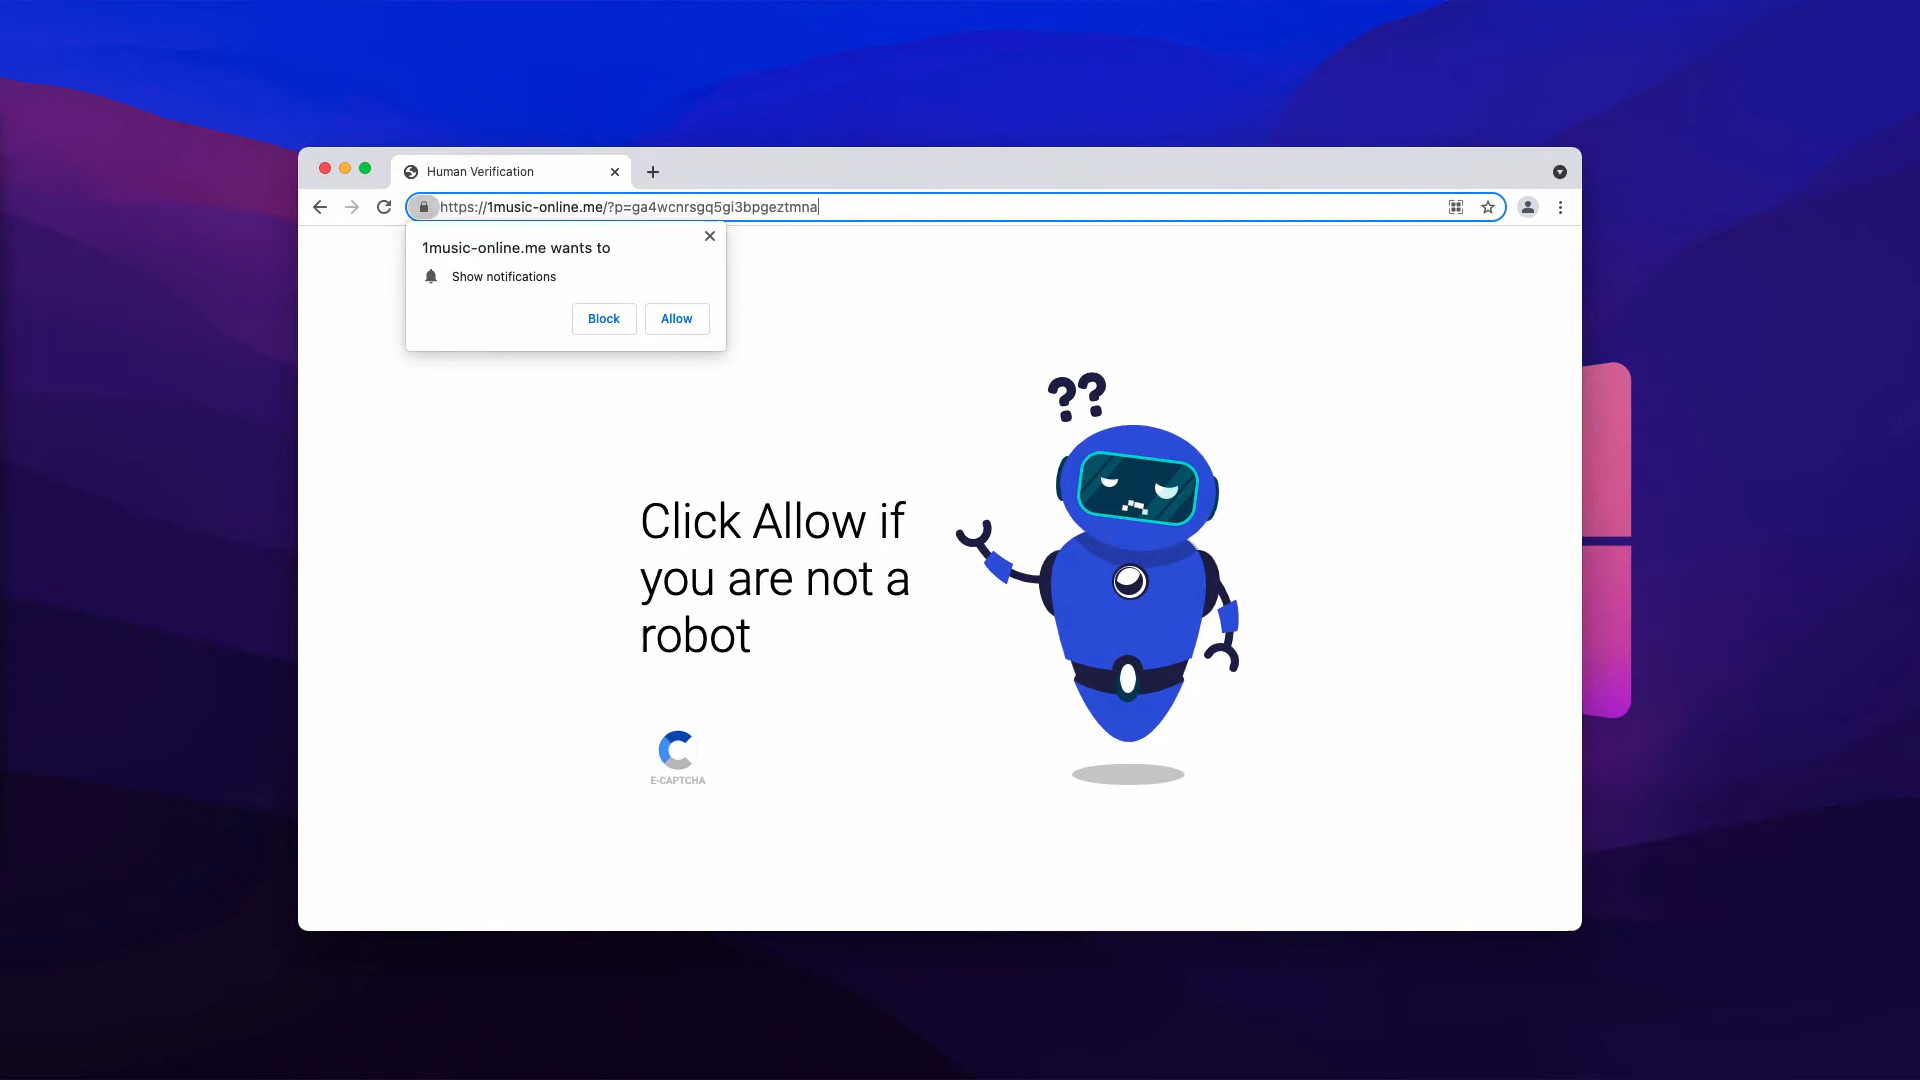 Human Verification
https://1music-online.me/?p=ga4wcnrsgq5gi3bpgeztmna
1music-online.me wants to
Show notifications
Block Allow
??
Click Allow if
you are not a
robot
E-CAPTCHA